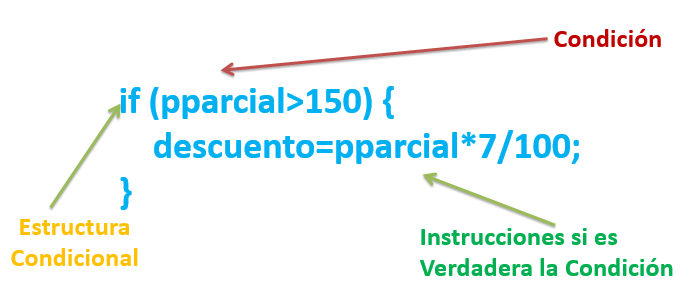 Condición
if (pparcial>150) {
descuento=pparcial*7/100;
}
Estructura
Condicional
Instrucciones si es
Verdadera la Condición